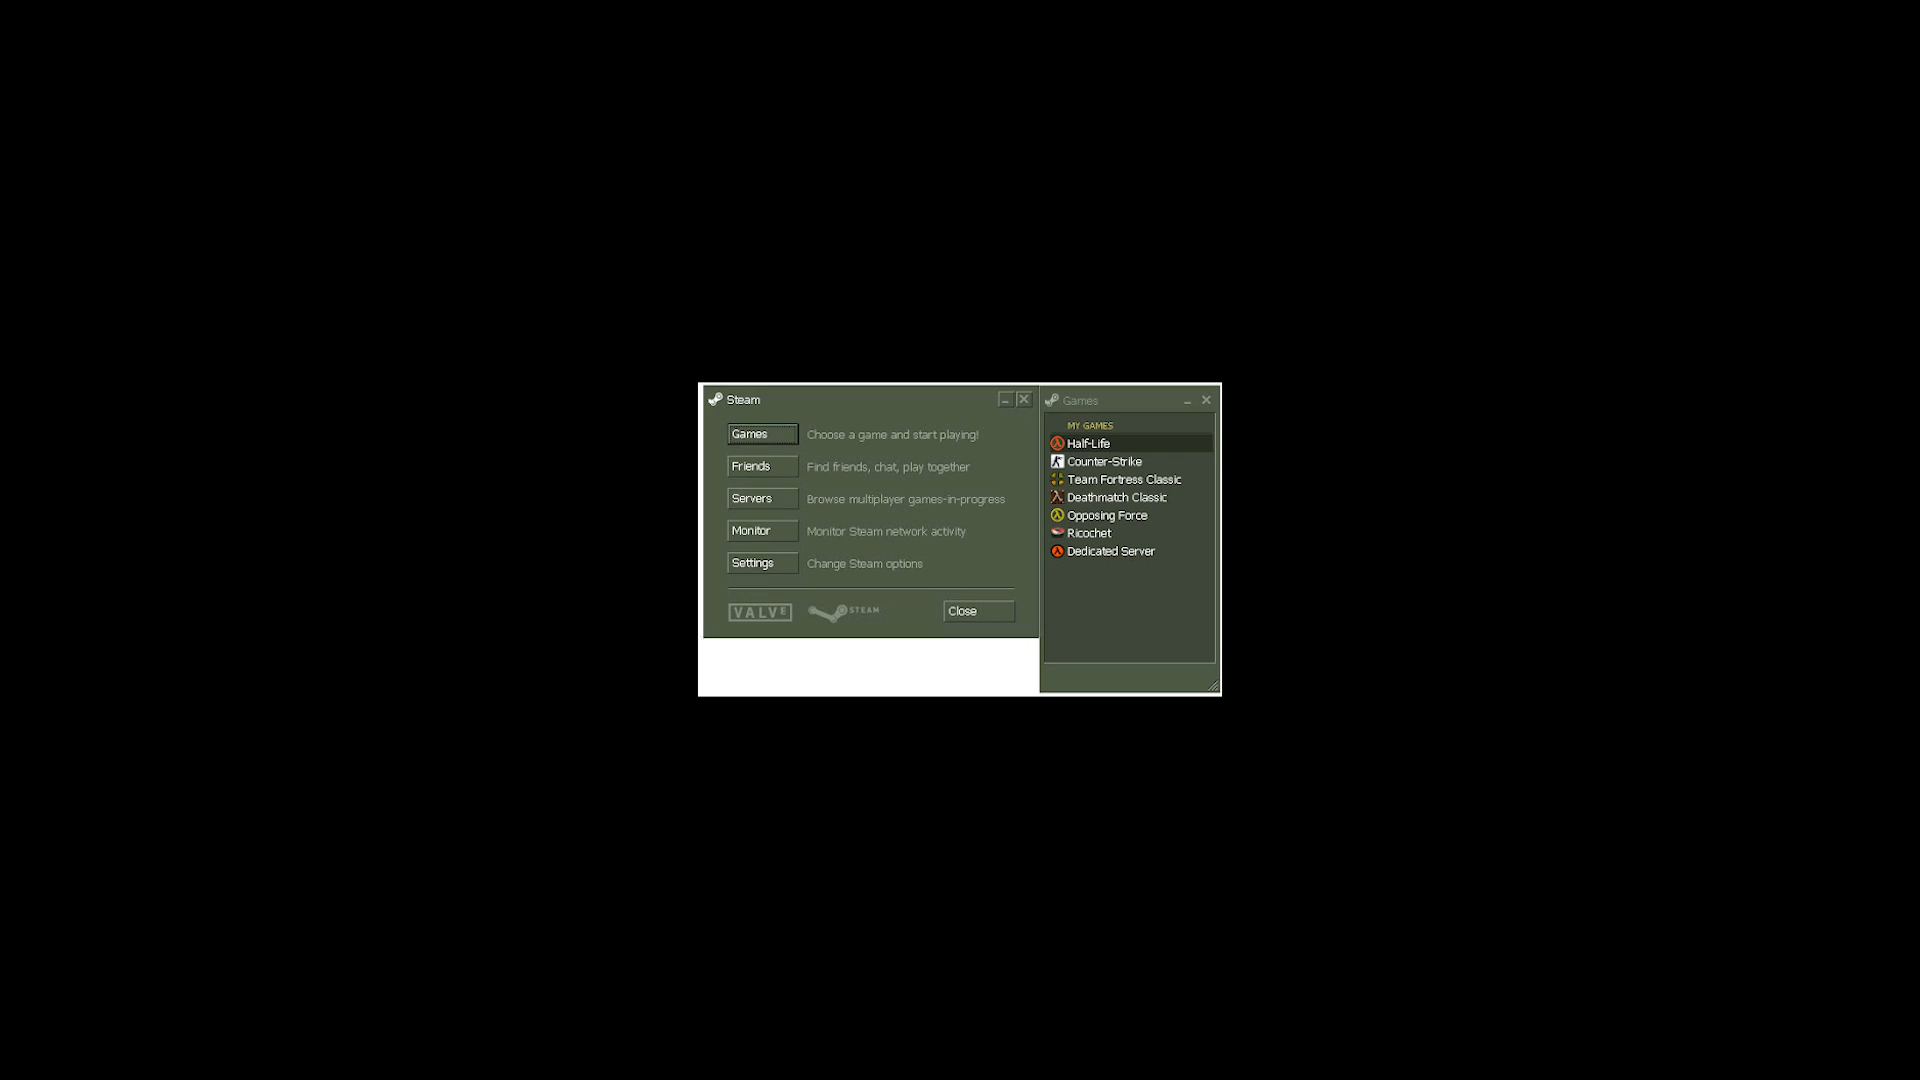 Steam
Games Choose a game and start playing!
Friends Find friends, chat, play together
Servers Browse multiplayer games-in-progress
Monitor Monitor Steam network activity
Settings Change Steam options
VALVE STEAM Close
Games
MY GAMES
Half-Life
Counter-Strike
Team Fortress Classic
Deathmatch Classic
Opposing Force
Ricochet
Dedicated Server